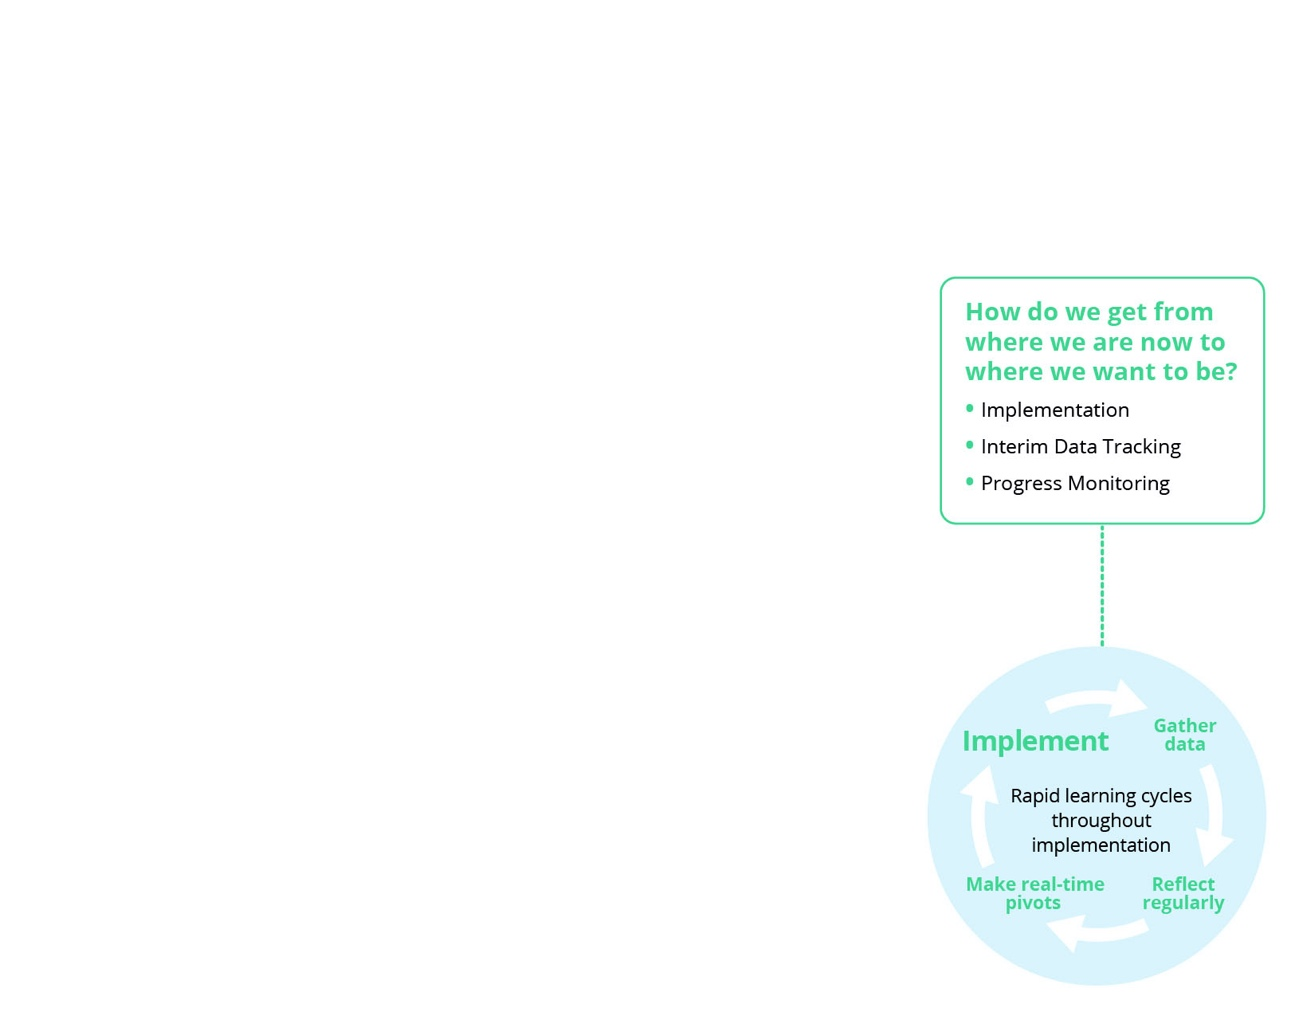 How do we get from
where we are now to
where we want to be?
• Implementation
• Interim Data Tracking
• Progress Monitoring
Implement
Gather
data
Rapid learning cycles
throughout
implementation
Make real-time
pivots
Reflect
regularly